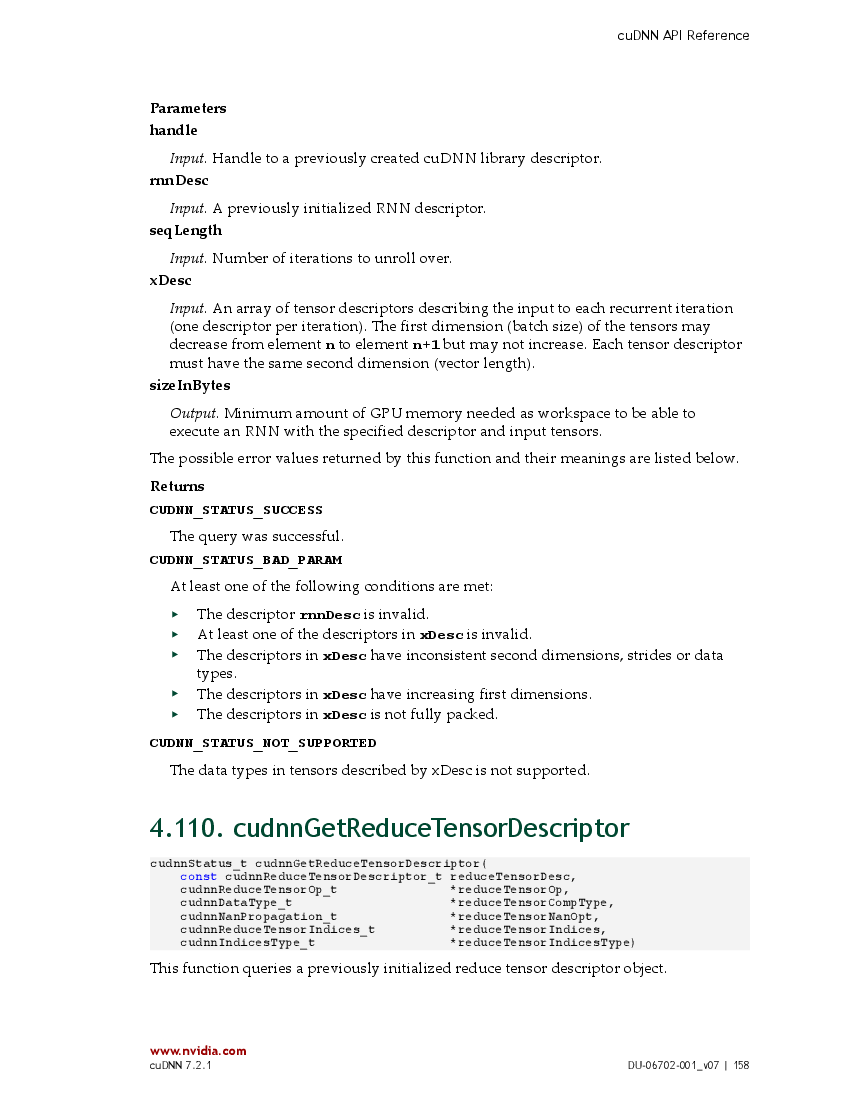 cuDNN API Reference
Parameters
handle
Input. Handle to a previously created cuDNN library descriptor.
rnnDesc
Input. A previously initialized RNN descriptor.
seqLength
Input. Number of iterations to unroll over.
xDesc
Input. An array of tensor descriptors describing the input to each recurrent iteration
(one descriptor per iteration). The first dimension (batch size) of the tensors may
decrease from element n to element n+1 but may not increase. Each tensor descriptor
must have the same second dimension (vector length).
sizeInBytes
Output. Minimum amount of GPU memory needed as workspace to be able to
execute an RNN with the specified descriptor and input tensors.
The possible error values returned by this function and their meanings are listed below.
Returns
CUDNN_STATUS_SUCCESS
The query was successful.
CUDNN_STATUS_BAD_PARAM
At least one of the following conditions are met:
▸ The descriptor rnnDesc is invalid.
▸ At least one of the descriptors in xDesc is invalid.
▸ The descriptors in xDesc have inconsistent second dimensions, strides or data
types.
▸ The descriptors in xDesc have increasing first dimensions.
▸ The descriptors in xDesc is not fully packed.
CUDNN_STATUS_NOT_SUPPORTED
The data types in tensors described by xDesc is not supported.
4.110. cudnnGetReduceTensorDescriptor
cudnnStatus_t cudnnGetReduceTensorDescriptor(
    const cudnnReduceTensorDescriptor_t reduceTensorDesc,
    cudnnReduceTensorOp_t               *reduceTensorOp,
    cudnnDataType_t                     *reduceTensorCompType,
    cudnnNanPropagation_t               *reduceTensorNanOpt,
    cudnnReduceTensorIndices_t          *reduceTensorIndices,
    cudnnIndicesType_t                  *reduceTensorIndicesType)
This function queries a previously initialized reduce tensor descriptor object.
www.nvidia.com
cuDNN 7.2.1 DU-06702-001_v07 | 158